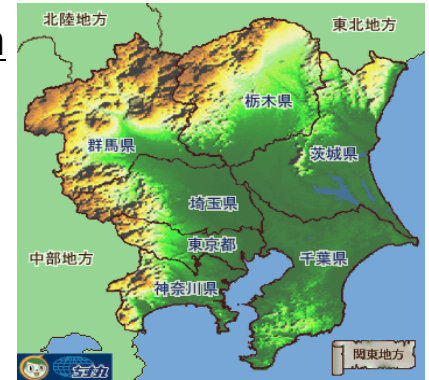 北陸地方
東北地方
栃木県
群馬県
茨城県
埼玉県
東京都
中部地方
千葉県
神奈川県
関東地方